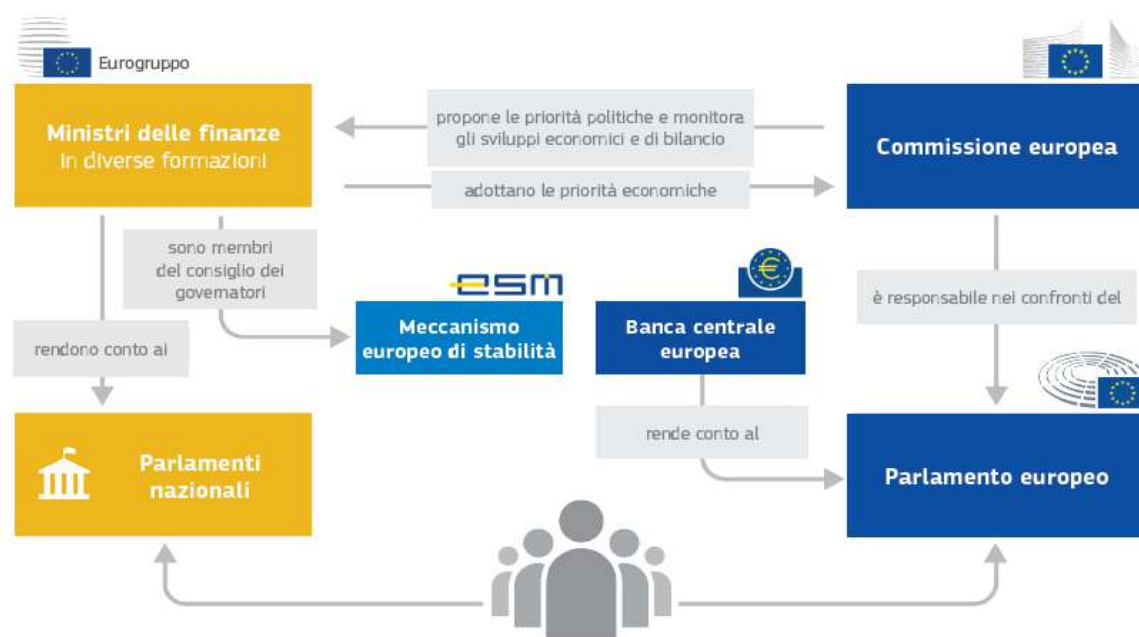 Eurogruppo
Ministri delle finanze
in diverse formazioni
propone le priorità politiche e monitora
gli sviluppi economici e di bilancio
Commissione europea
adottano le priorità economiche
sono membri
del consiglio dei
governatori
esm
Meccanismo
europeo di stabilità
Banca centrale
europea
è responsabile nei confronti del
rendono conto ai
rende conto al
Parlamenti
nazionali
Parlamento europeo